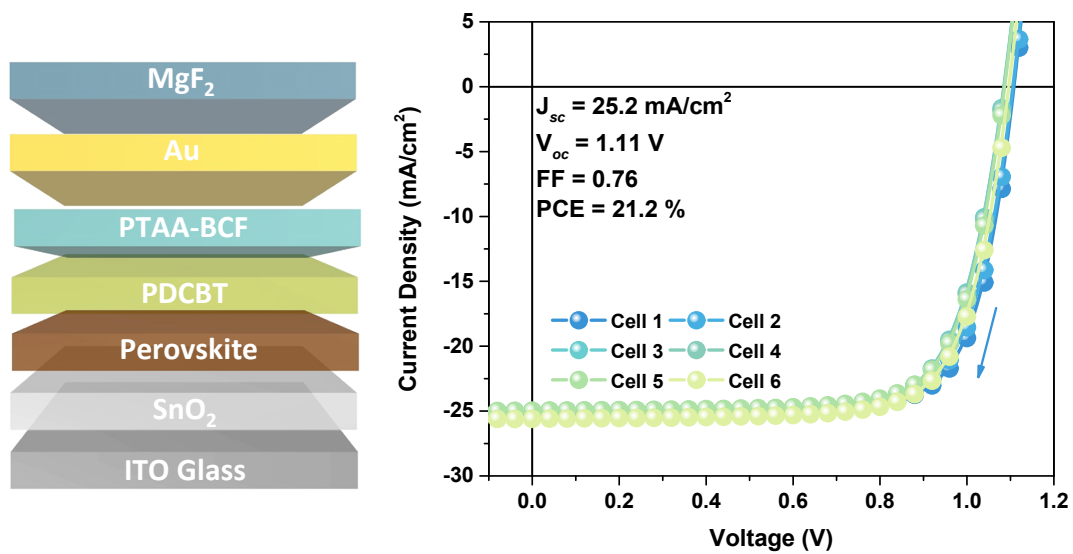 MgF₂
Au
PTAA-BCF
PDCBT
Perovskite
SnO₂
ITO Glass
Current Density (mA/cm²)
5
0
-5
-10
-15
-20
-25
-30
J_sc = 25.2 mA/cm²
V_oc = 1.11 V
FF = 0.76
PCE = 21.2 %
Cell 1 Cell 2
Cell 3 Cell 4
Cell 5 Cell 6
0.0 0.2 0.4 0.6 0.8 1.0 1.2
Voltage (V)